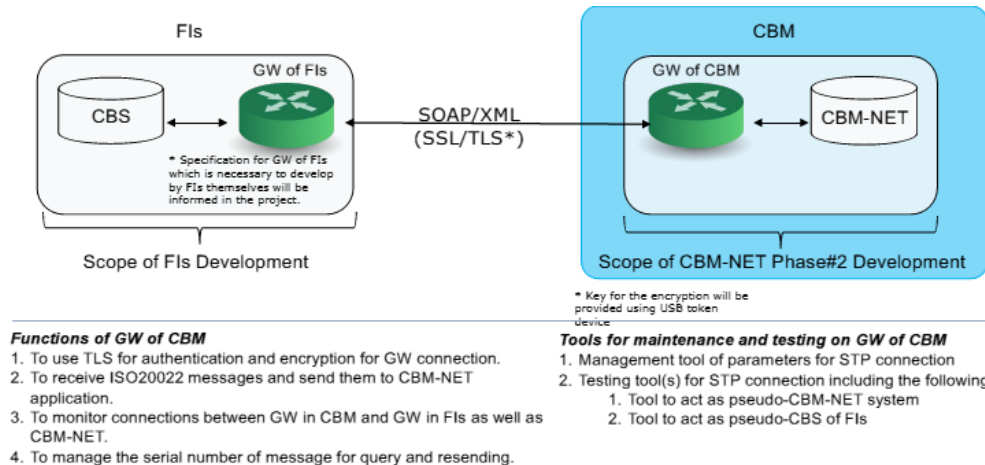 FIs
CBM
GW of FIs
GW of CBM
CBS
SOAP/XML
(SSL/TLS*)
CBM-NET
* Specification for GW of FIs
which is necessary to develop
by FIs themselves will be
informed in the project.
Scope of FIs Development
Scope of CBM-NET Phase#2 Development
* Key for the encryption will be
provided using USB token
device
Functions of GW of CBM
1. To use TLS for authentication and encryption for GW connection.
2. To receive ISO20022 messages and send them to CBM-NET
application.
3. To monitor connections between GW in CBM and GW in FIs as well as
CBM-NET.
4. To manage the serial number of message for query and resending.
Tools for maintenance and testing on GW of CBM
1. Management tool of parameters for STP connection
2. Testing tool(s) for STP connection including the following
1. Tool to act as pseudo-CBM-NET system
2. Tool to act as pseudo-CBS of FIs